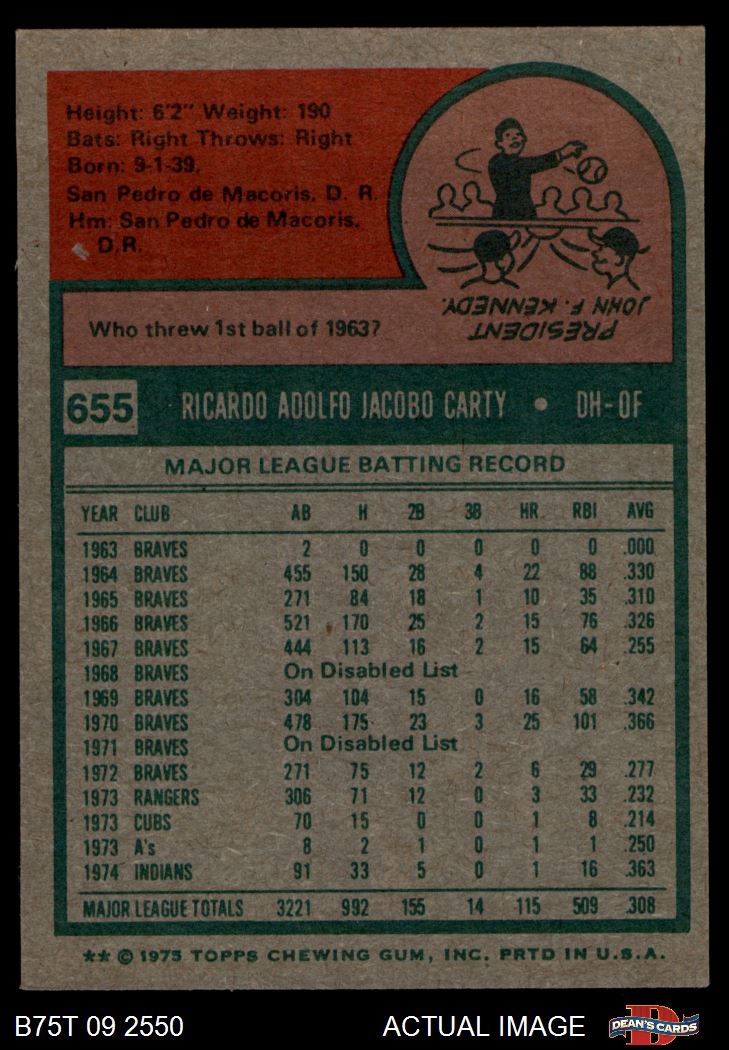 Height: 6'2" Weight: 190
Bats: Right Throws: Right
Born: 9-1-39,
San Pedro de Macoris, D. R.
Hm: San Pedro de Macoris,
D.R.
PRESIDENT
JOHN F. KENNEDY.
Who threw 1st ball of 1963?
655 RICARDO ADOLFO JACOBO CARTY • DH-OF
MAJOR LEAGUE BATTING RECORD
YEAR CLUB AB H 2B 3B HR RBI AVG
1963 BRAVES 2 0 0 0 0 0 .000
1964 BRAVES 455 150 28 4 22 88 .330
1965 BRAVES 271 84 18 1 10 35 .310
1966 BRAVES 521 170 25 2 15 76 .326
1967 BRAVES 444 113 16 2 15 64 .255
1968 BRAVES On Disabled List
1969 BRAVES 304 104 15 0 16 58 .342
1970 BRAVES 478 175 23 3 25 101 .366
1971 BRAVES On Disabled List
1972 BRAVES 271 75 12 2 6 29 .277
1973 RANGERS 306 71 12 0 3 33 .232
1973 CUBS 70 15 0 0 1 8 .214
1973 A's 8 2 1 0 1 1 .250
1974 INDIANS 91 33 5 0 1 16 .363
MAJOR LEAGUE TOTALS 3221 992 155 14 115 509 .308
** © 1975 TOPPS CHEWING GUM, INC. PRTD IN U.S.A.
B75T 09 2550 ACTUAL IMAGE D DEAN'S CARDS